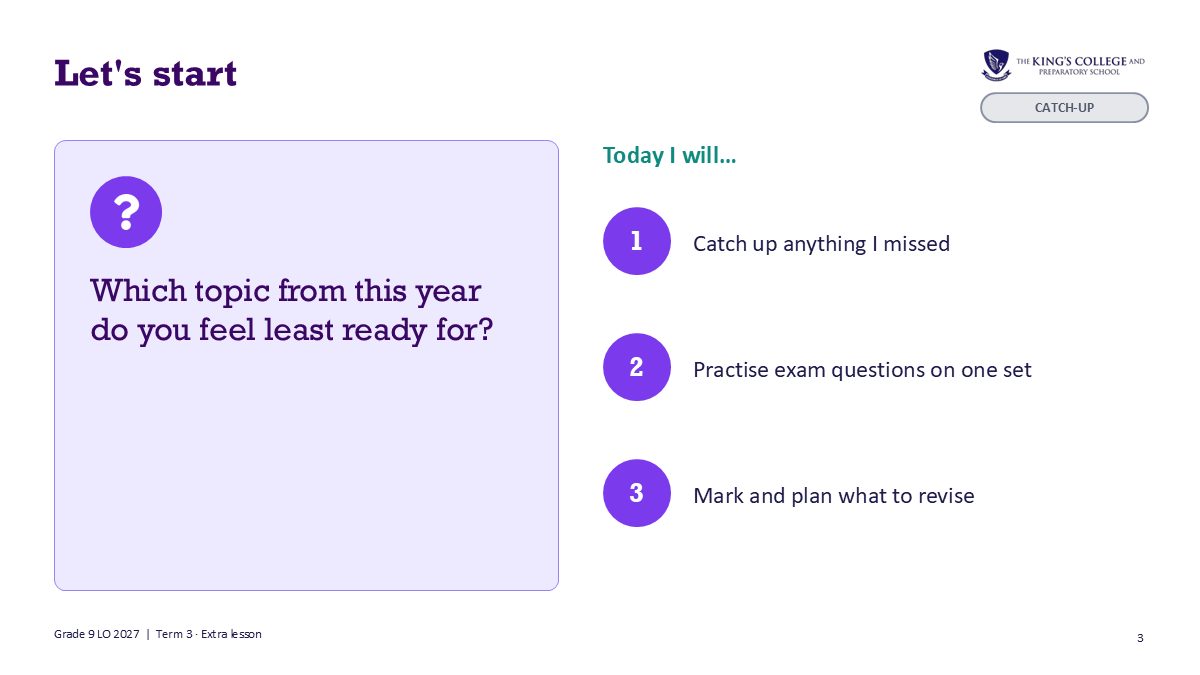 Let's start
THE KING'S COLLEGE AND
PREPARATORY SCHOOL
CATCH-UP
?
Which topic from this year
do you feel least ready for?
Today I will...
1
Catch up anything I missed
2
Practise exam questions on one set
3
Mark and plan what to revise
Grade 9 LO 2027 | Term 3 · Extra lesson
3